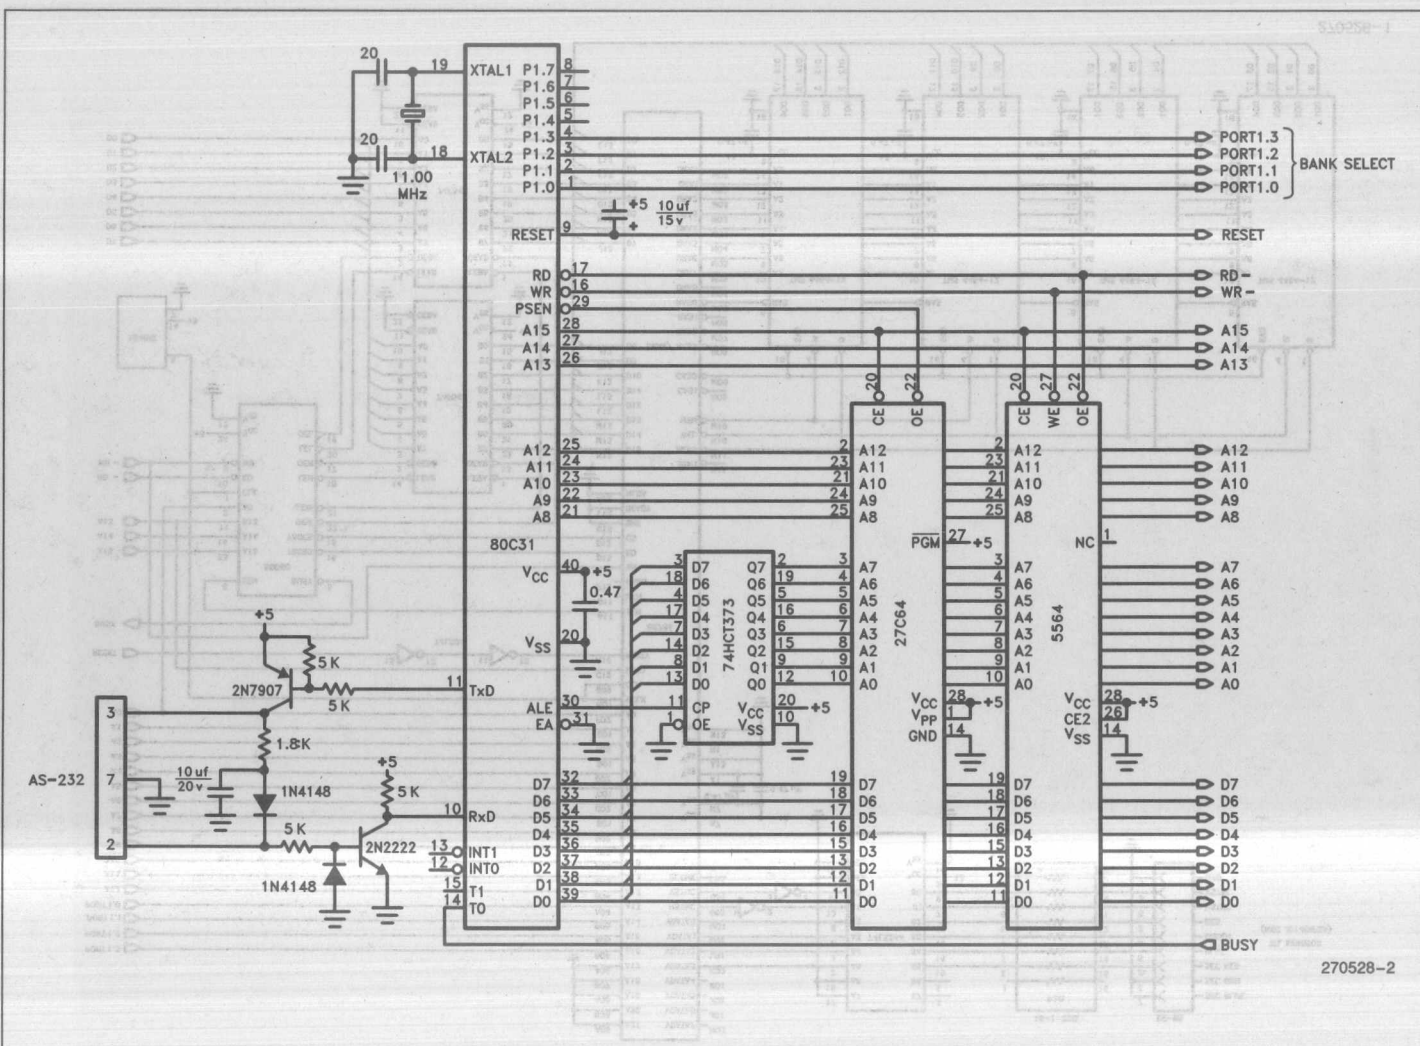 20
19 XTAL1 P1.7 8
P1.6 7
P1.5 6
P1.4 5
P1.3 4 PORT1.3
20 18 XTAL2 P1.2 3 PORT1.2
P1.1 2 PORT1.1 BANK SELECT
11.00 MHz P1.0 1 PORT1.0
+5 10uf
+ 15v
RESET 9 RESET
RD 17 RD-
WR 16 WR-
PSEN 29
A15 28 A15
A14 27 A14
A13 26 A13
20 22 20 27 22
CE OE CE WE OE
A12 25 2 A12 2 A12 A12
A11 24 23 A11 23 A11 A11
A10 23 21 A10 21 A10 A10
A9 22 24 A9 24 A9 A9
A8 21 25 A8 25 A8 A8
80C31 PGM 27 +5 NC 1
VCC 40 +5 3 D7 Q7 2 3 A7 3 A7 A7
0.47 18 D6 Q6 19 4 A6 4 A6 A6
4 D5 Q5 5 5 A5 5 A5 A5
17 D4 Q4 16 6 A4 6 A4 A4
+5 VSS 20 7 D3 Q3 6 7 A3 7 A3 A3
14 D2 Q2 15 8 A2 8 A2 A2
5K 8 D1 Q1 9 9 A1 9 A1 A1
2N7907 5K 11 TxD 13 D0 Q0 12 10 A0 10 A0 A0
74HCT373 27C64 5564
ALE 30 11 CP VCC 20 +5 VCC 28 +5 VCC 28 +5
EA 31 1 OE VSS 10 VPP 1 CE2 26
GND 14 VSS 14
3
1.8K
AS-232 7
10uf
20v
1N4148 +5
5K
D7 32 19 D7 19 D7 D7
D6 33 18 D6 18 D6 D6
10 RxD D5 34 17 D5 17 D5 D5
5K D4 35 16 D4 16 D4 D4
2 2N2222 13 INT1 D3 36 15 D3 15 D3 D3
12 INT0 D2 37 13 D2 13 D2 D2
1N4148 15 T1 D1 38 12 D1 12 D1 D1
14 T0 D0 39 11 D0 11 D0 D0
BUSY
270528-2
270528-1